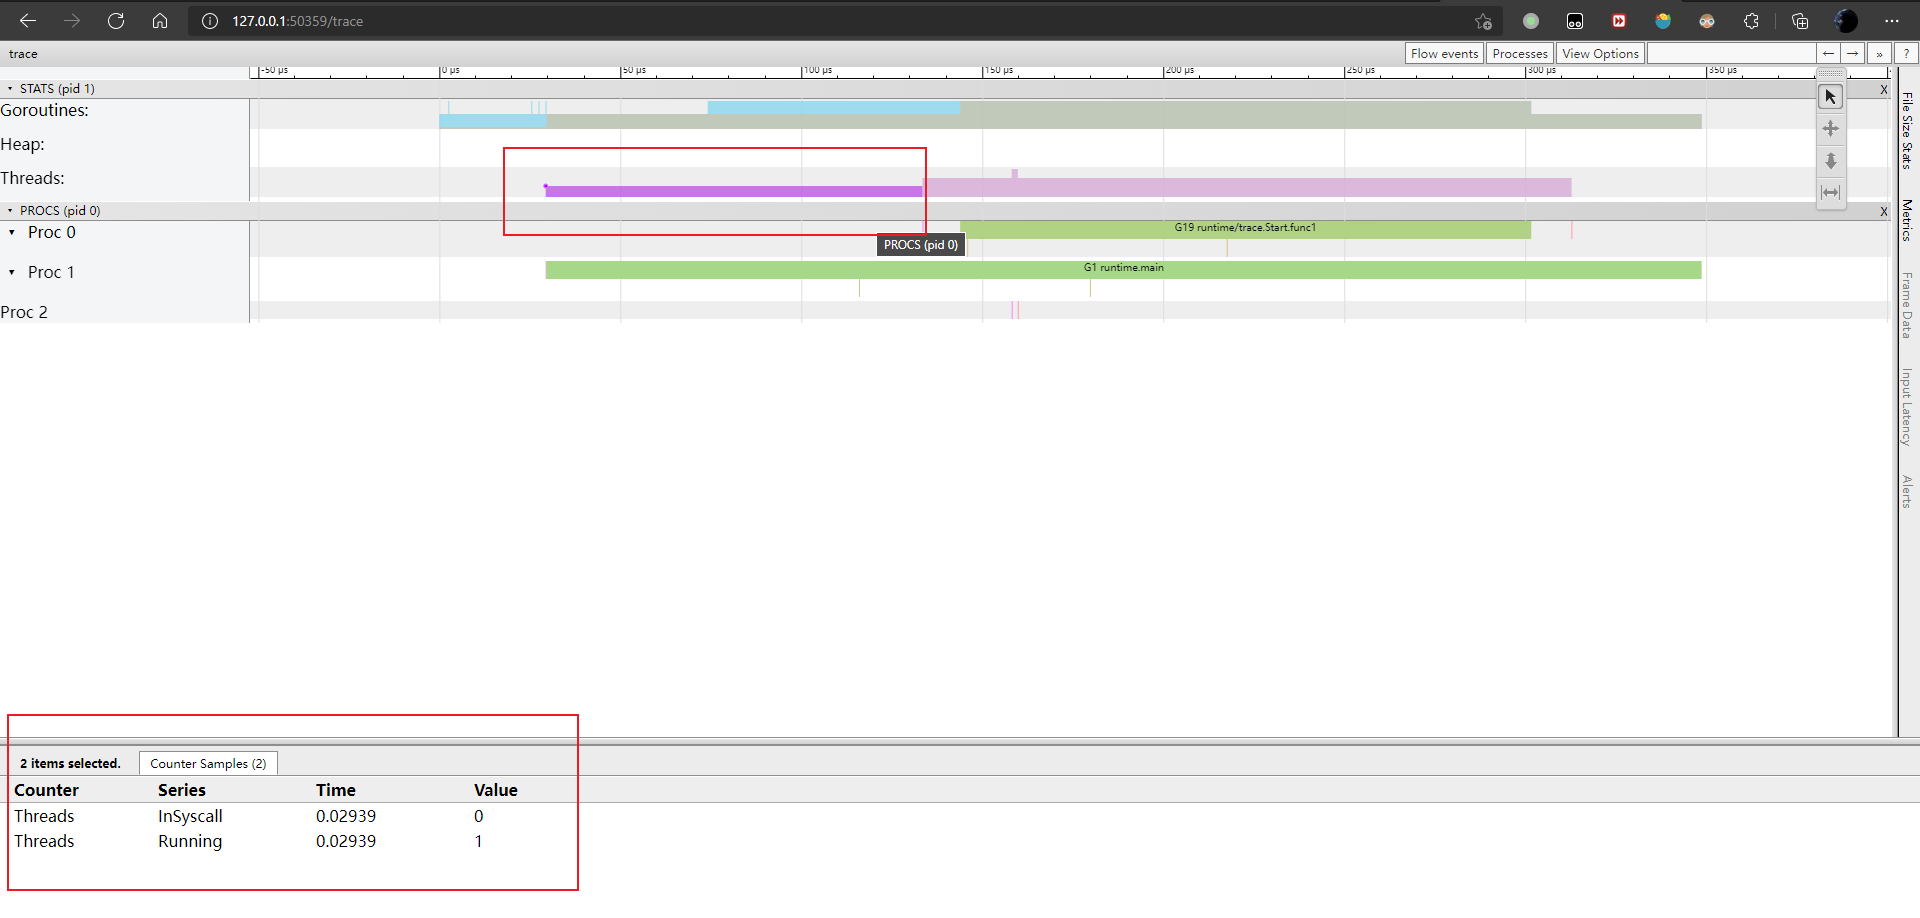 127.0.0.1:50359/trace
trace
Flow events Processes View Options ← → » ?
-50 µs 0 µs 50 µs 100 µs 150 µs 200 µs 250 µs 300 µs 350 µs
STATS (pid 1) X
Goroutines:
Heap:
Threads:
PROCS (pid 0) X
Proc 0
G19 runtime/trace.Start.func1
PROCS (pid 0)
Proc 1
G1 runtime.main
Proc 2
File Size Stats
Metrics
Frame Data
Input Latency
Alerts
2 items selected. Counter Samples (2)
Counter Series Time Value
Threads InSyscall 0.02939 0
Threads Running 0.02939 1